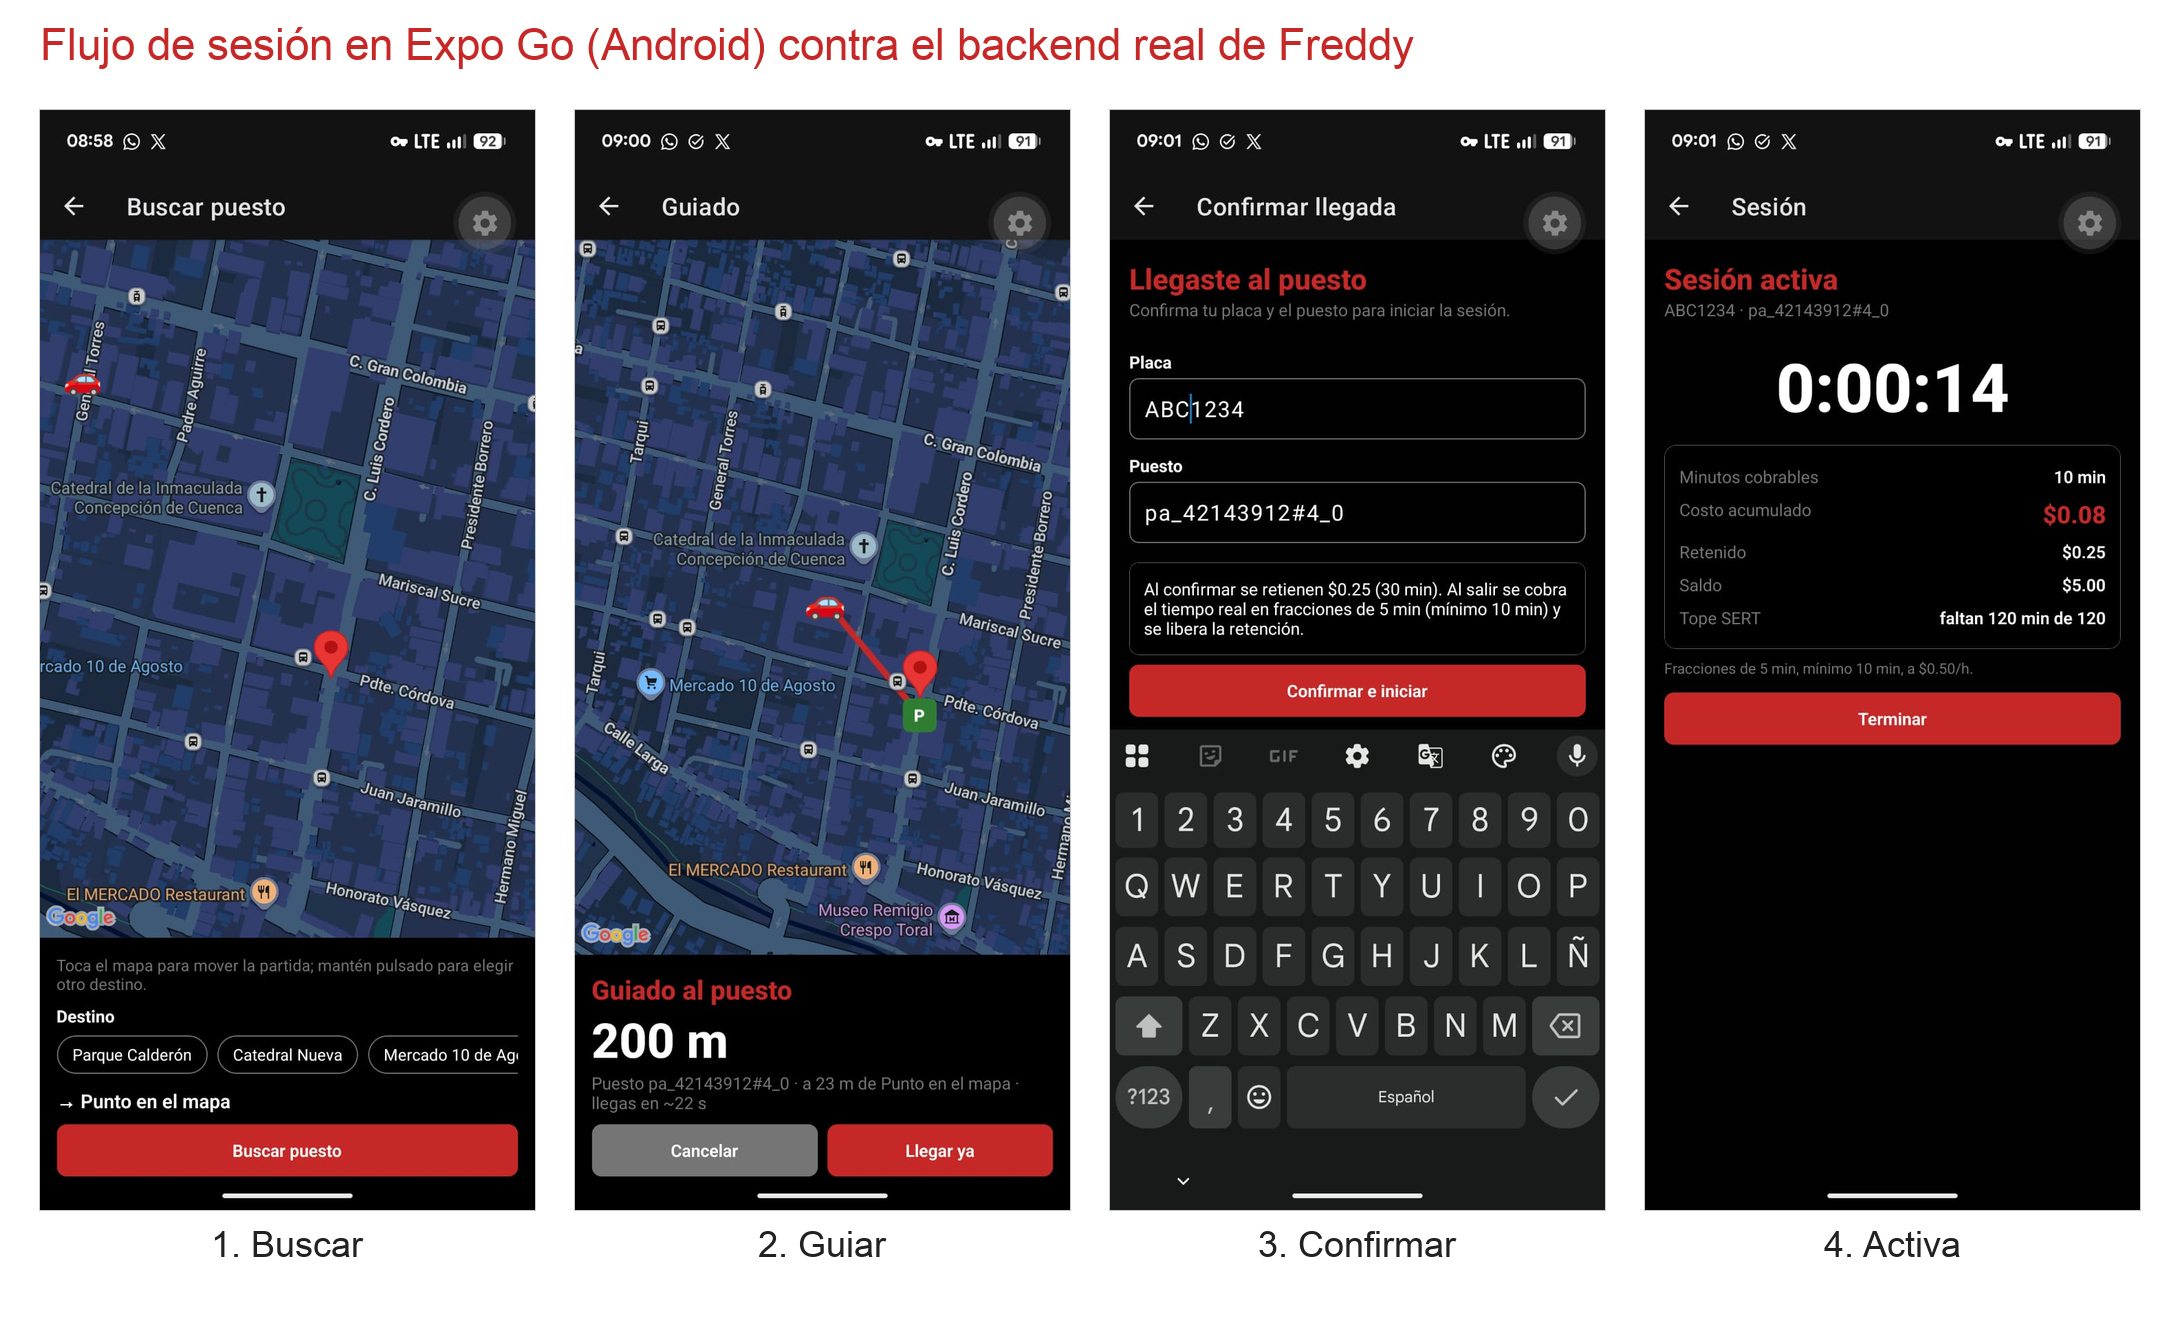 Flujo de sesión en Expo Go (Android) contra el backend real de Freddy
08:58
LTE
92
Buscar puesto
General Torres
Padre Aguirre
C. Gran Colombia
C. Luis Cordero
Presidente Borrero
Catedral de la Inmaculada
Concepción de Cuenca
Mariscal Sucre
rcado 10 de Agosto
Pdte. Córdova
Juan Jaramillo
Hermano Miguel
El MERCADO Restaurant
Honorato Vásquez
Google
Toca el mapa para mover la partida; mantén pulsado para elegir
otro destino.
Destino
Parque Calderón
Catedral Nueva
Mercado 10 de Ag
→ Punto en el mapa
Buscar puesto
1. Buscar
09:00
LTE
91
Guiado
Tarqui
General Torres
C. Gran Colombia
C. Luis Cordero
Presidente Borrero
Catedral de la Inmaculada
Concepción de Cuenca
Mariscal Sucre
Tarqui
Mercado 10 de Agosto
P
Pdte. Córdova
Calle Larga
Juan Jaramillo
El MERCADO Restaurant
Honorato Vásquez
Museo Remigio
Crespo Toral
Google
Guiado al puesto
200 m
Puesto pa_42143912#4_0 · a 23 m de Punto en el mapa ·
llegas en ~22 s
Cancelar
Llegar ya
2. Guiar
09:01
LTE
91
Confirmar llegada
Llegaste al puesto
Confirma tu placa y el puesto para iniciar la sesión.
Placa
ABC1234
Puesto
pa_42143912#4_0
Al confirmar se retienen $0.25 (30 min). Al salir se cobra
el tiempo real en fracciones de 5 min (mínimo 10 min) y
se libera la retención.
Confirmar e iniciar
GIF
1 2 3 4 5 6 7 8 9 0
Q W E R T Y U I O P
A S D F G H J K L Ñ
Z X C V B N M
?123 , Español
3. Confirmar
09:01
LTE
91
Sesión
Sesión activa
ABC1234 · pa_42143912#4_0
0:00:14
Minutos cobrables 10 min
Costo acumulado $0.08
Retenido $0.25
Saldo $5.00
Tope SERT faltan 120 min de 120
Fracciones de 5 min, mínimo 10 min, a $0.50/h.
Terminar
4. Activa